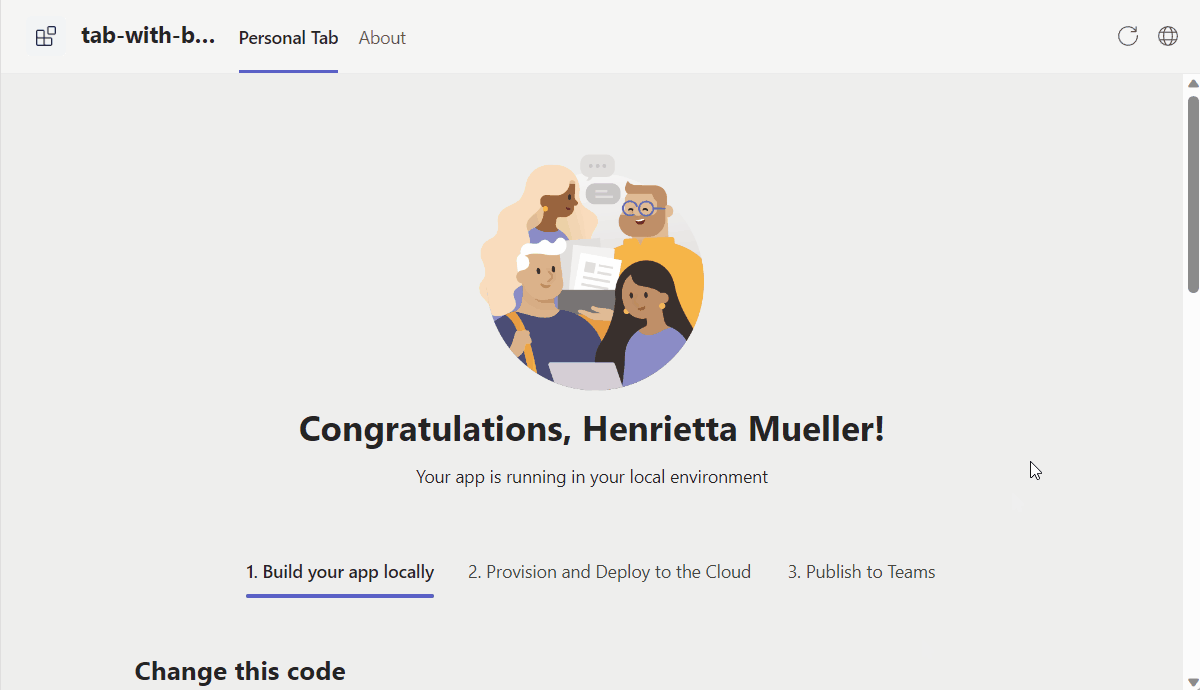 tab-with-b...
Personal Tab
About
Congratulations, Henrietta Mueller!
Your app is running in your local environment
1. Build your app locally
2. Provision and Deploy to the Cloud
3. Publish to Teams
Change this code